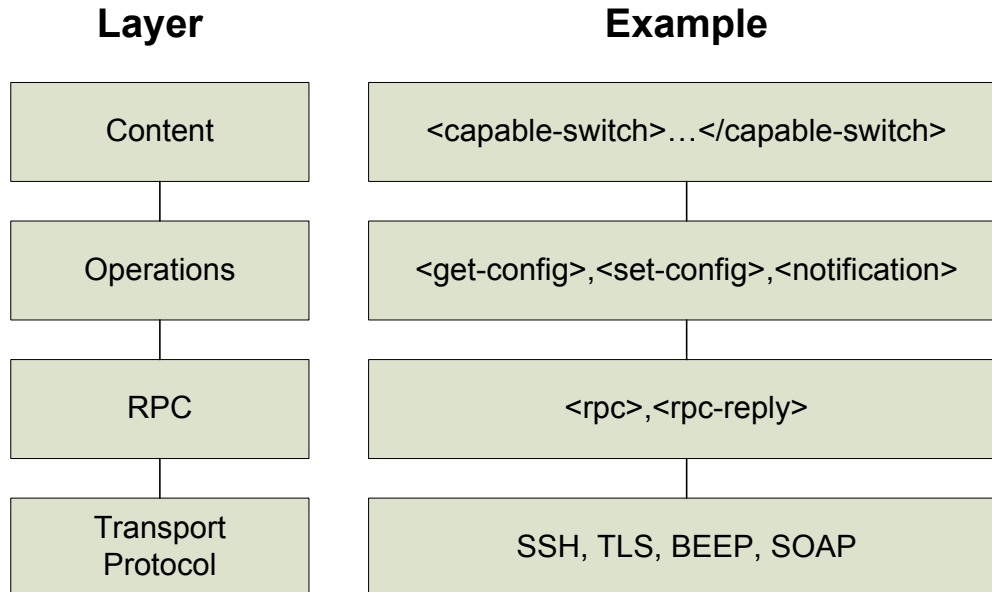 Layer
Example
Content
<capable-switch>…</capable-switch>
Operations
<get-config>,<set-config>,<notification>
RPC
<rpc>,<rpc-reply>
Transport
Protocol
SSH, TLS, BEEP, SOAP